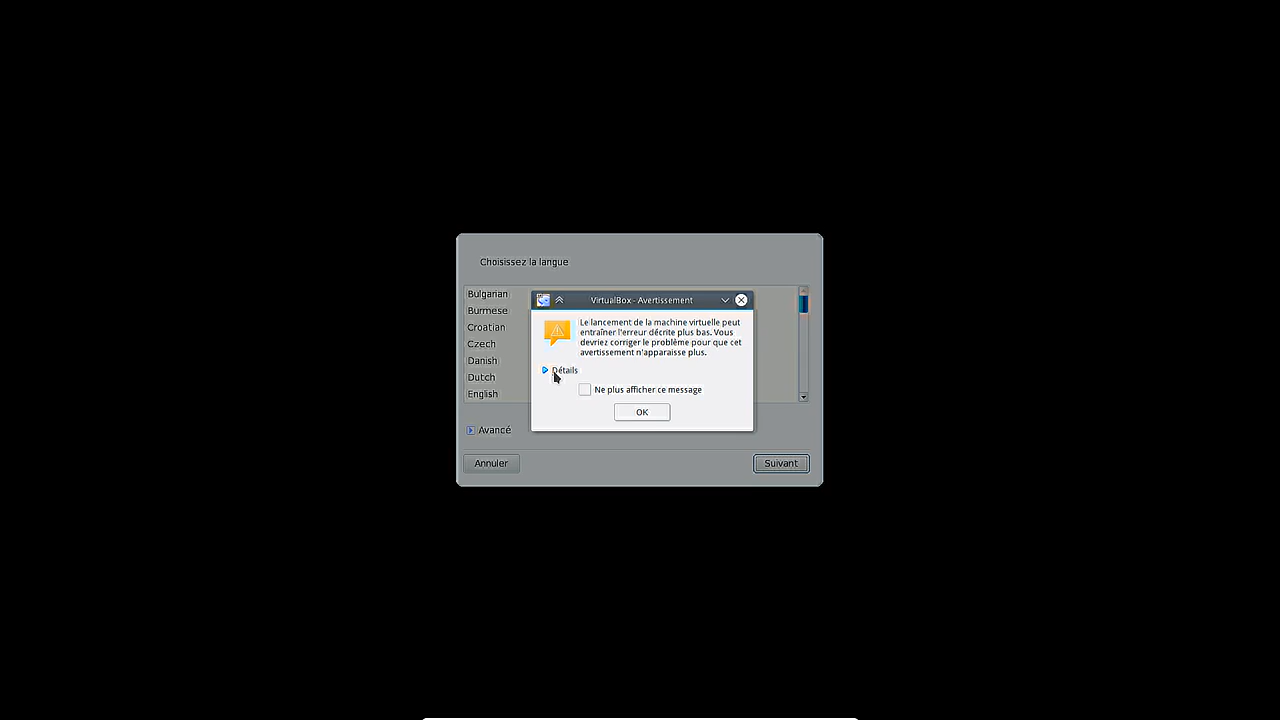 Choisissez la langue
Bulgarian
Burmese
Croatian
Czech
Danish
Dutch
English
VirtualBox - Avertissement
Le lancement de la machine virtuelle peut
entraîner l'erreur décrite plus bas. Vous
devriez corriger le problème pour que cet
avertissement n'apparaisse plus.
Détails
Ne plus afficher ce message
OK
Avancé
Annuler
Suivant